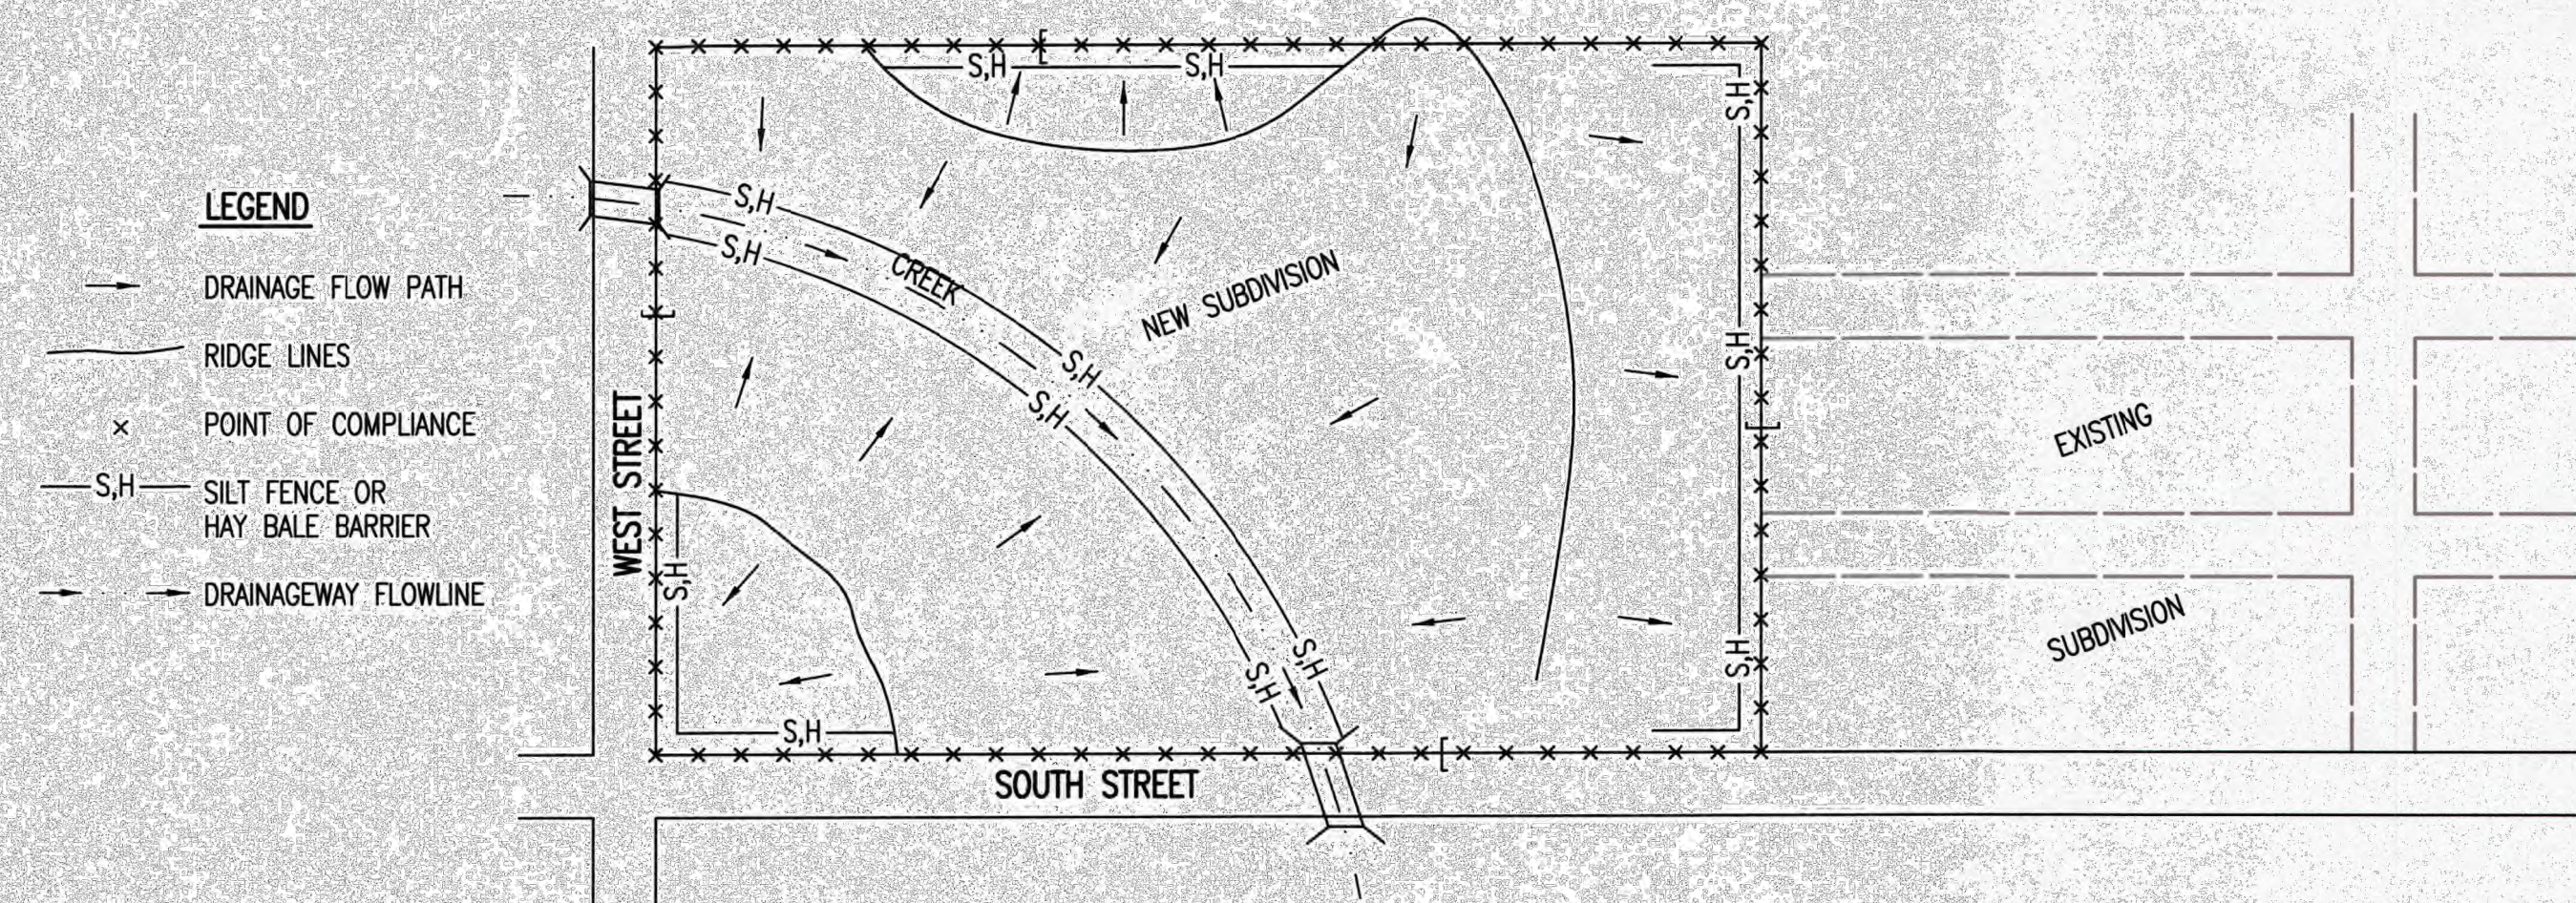 LEGEND
DRAINAGE FLOW PATH
RIDGE LINES
× POINT OF COMPLIANCE
S,H SILT FENCE OR
HAY BALE BARRIER
DRAINAGEWAY FLOWLINE
WEST STREET
SOUTH STREET
S,H
S,H
S,H
S,H
CREEK
S,H
S,H
S,H
S,H
NEW SUBDIVISION
S,H
S,H
S,H
S,H
S,H
EXISTING
SUBDIVISION